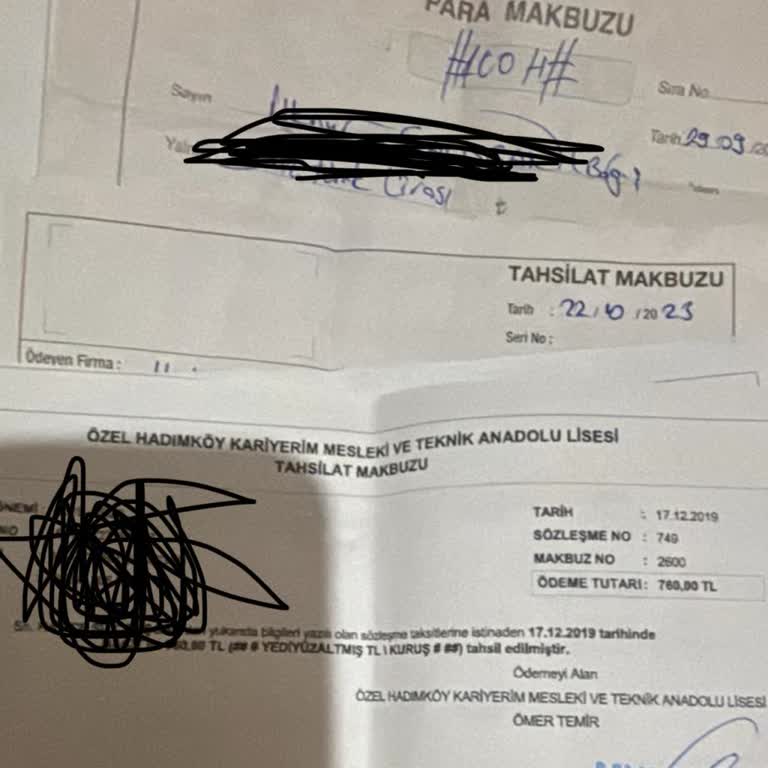 PARA MAKBUZU
#100 H#
Sayın
Sıra No
Tarih 29.09./20
(Bağış)
Lirası
TAHSİLAT MAKBUZU
Tarih : 22/10/2023
Seri No :
Ödeyen Firma :
ÖZEL HADIMKÖY KARİYERİM MESLEKİ VE TEKNİK ANADOLU LİSESİ
TAHSİLAT MAKBUZU
TARİH : 17.12.2019
SÖZLEŞME NO : 749
MAKBUZ NO : 2600
ÖDEME TUTARI : 760,00 TL
NO
yukarıda bilgileri yazılı olan sözleşme taksitlerine istinaden 17.12.2019 tarihinde
TL (## # YEDİYÜZALTMIŞ TL \ KURUŞ # ##) tahsil edilmiştir.
Ödemeyi Alan
ÖZEL HADIMKÖY KARİYERİM MESLEKİ VE TEKNİK ANADOLU LİSESİ
ÖMER TEMİR